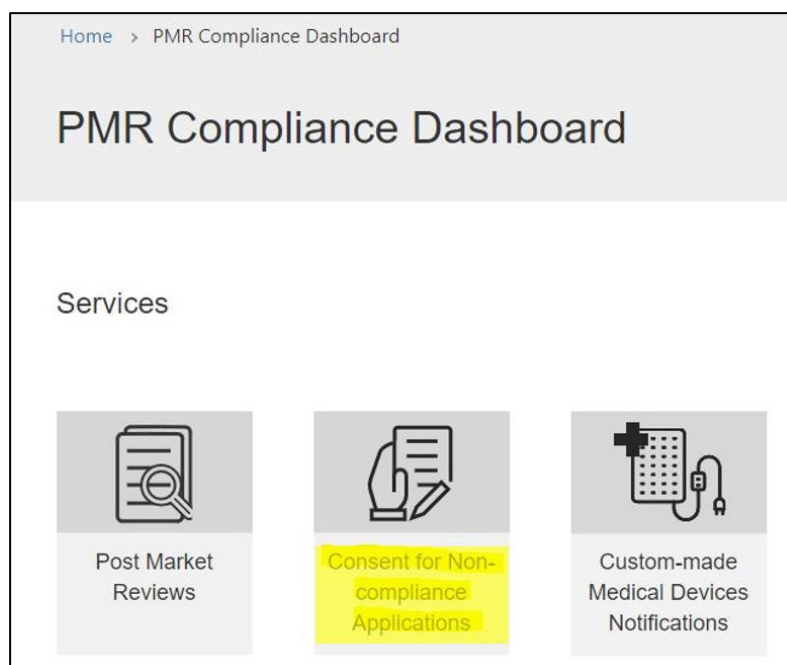 Home > PMR Compliance Dashboard
PMR Compliance Dashboard
Services
Post Market
Reviews
Consent for Non-
compliance
Applications
Custom-made
Medical Devices
Notifications